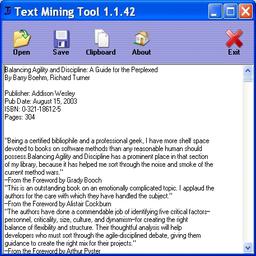 Text Mining Tool 1.1.42
Open Save Clipboard About Exit
Balancing Agility and Discipline: A Guide for the Perplexed
By Barry Boehm, Richard Turner
Publisher: Addison Wesley
Pub Date: August 15, 2003
ISBN: 0-321-18612-5
Pages: 304
"Being a certified bibliophile and a professional geek, I have more shelf space
devoted to books on software methods than any reasonable human should
possess.Balancing Agility and Discipline has a prominent place in that section
of my library, because it has helped me sort through the noise and smoke of the
current method wars."
--From the Foreword by Grady Booch
"This is an outstanding book on an emotionally complicated topic. I applaud the
authors for the care with which they have handled the subject."
--From the Foreword by Alistair Cockburn
"The authors have done a commendable job of identifying five critical factors--
personnel, criticality, size, culture, and dynamism--for creating the right
balance of flexibility and structure. Their thoughtful analysis will help
developers who must sort through the agile-disciplined debate, giving them
guidance to create the right mix for their projects."
--From the Foreword by Arthur Pyster